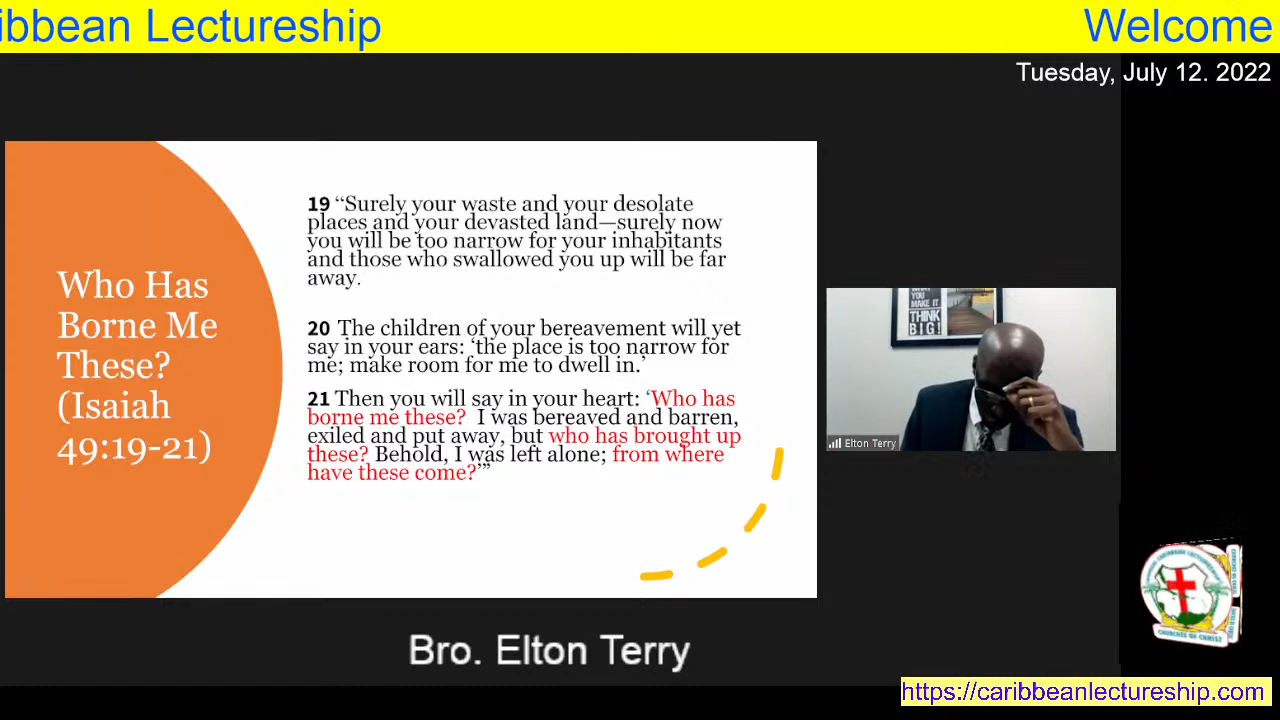 ibbean Lectureship
Welcome
Tuesday, July 12. 2022
Who Has
Borne Me
These?
(Isaiah
49:19-21)
19 “Surely your waste and your desolate
places and your devasted land—surely now
you will be too narrow for your inhabitants
and those who swallowed you up will be far
away.
20 The children of your bereavement will yet
say in your ears: ‘the place is too narrow for
me; make room for me to dwell in.’
21 Then you will say in your heart: ‘Who has
borne me these? I was bereaved and barren,
exiled and put away, but who has brought up
these? Behold, I was left alone; from where
have these come?’”
YOU
MAKE IT.
THINK
BIG!
Elton Terry
CHURCHES OF CHRIST
Bro. Elton Terry
https://caribbeanlectureship.com